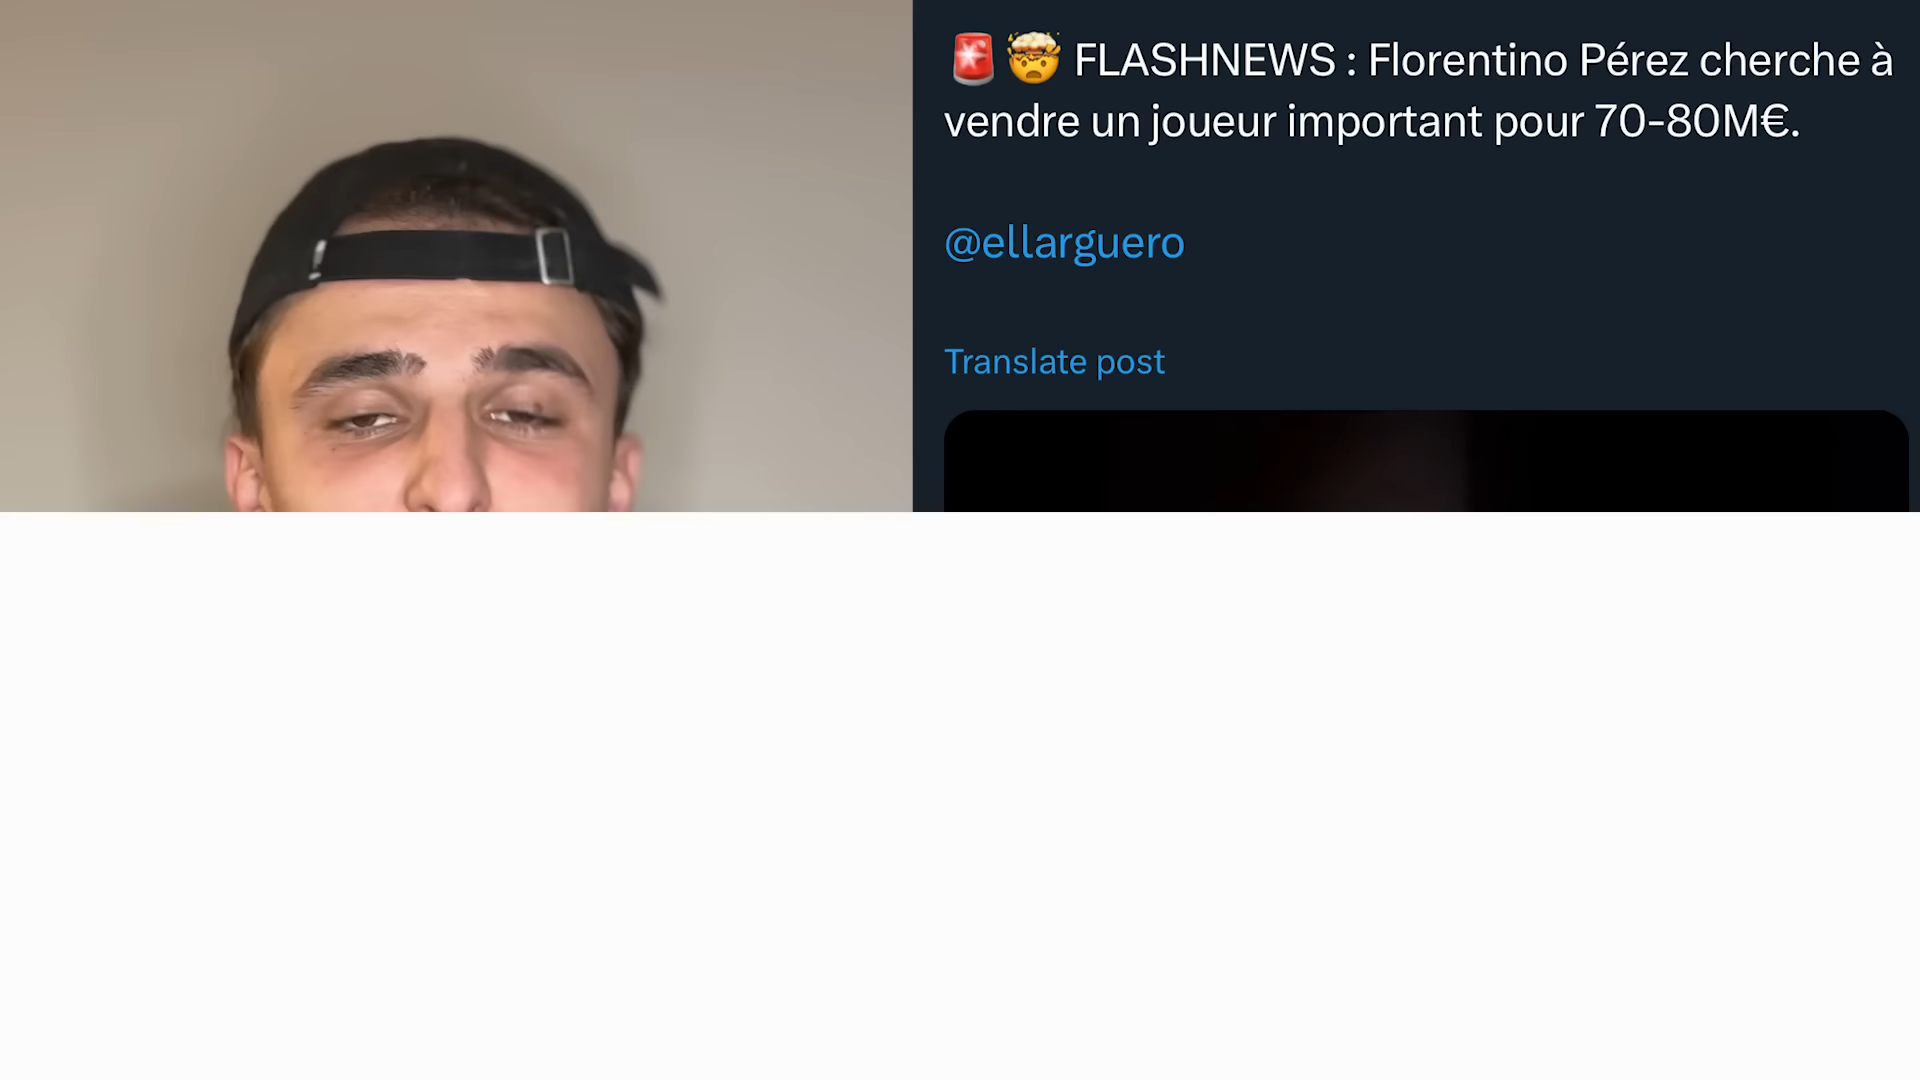 🚨🤯 FLASHNEWS : Florentino Pérez cherche à
vendre un joueur important pour 70-80M€.
@ellarguero
Translate post